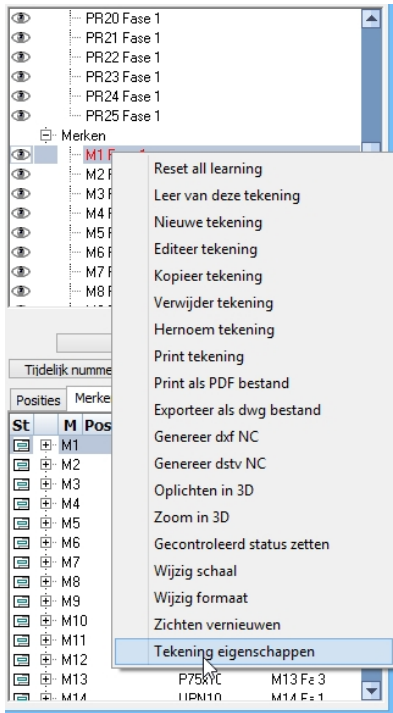 PR20 Fase 1
PR21 Fase 1
PR22 Fase 1
PR23 Fase 1
PR24 Fase 1
PR25 Fase 1
Merken
M1
M2 F
M3 F
M4 F
M5 F
M6 F
M7 F
M8 F
Reset all learning
Leer van deze tekening
Nieuwe tekening
Editeer tekening
Kopieer tekening
Verwijder tekening
Hernoem tekening
Print tekening
Print als PDF bestand
Exporteer als dwg bestand
Genereer dxf NC
Genereer dstv NC
Oplichten in 3D
Zoom in 3D
Gecontroleerd status zetten
Wijzig schaal
Wijzig formaat
Zichten vernieuwen
Tekening eigenschappen
Tijdelijk numme
Posities Merke
St M Pos
M1
M2
M3
M4
M5
M6
M7
M8
M9
M10
M11
M12
M13 M13 Fa 3
M14 UPN10 M14 Fa 1